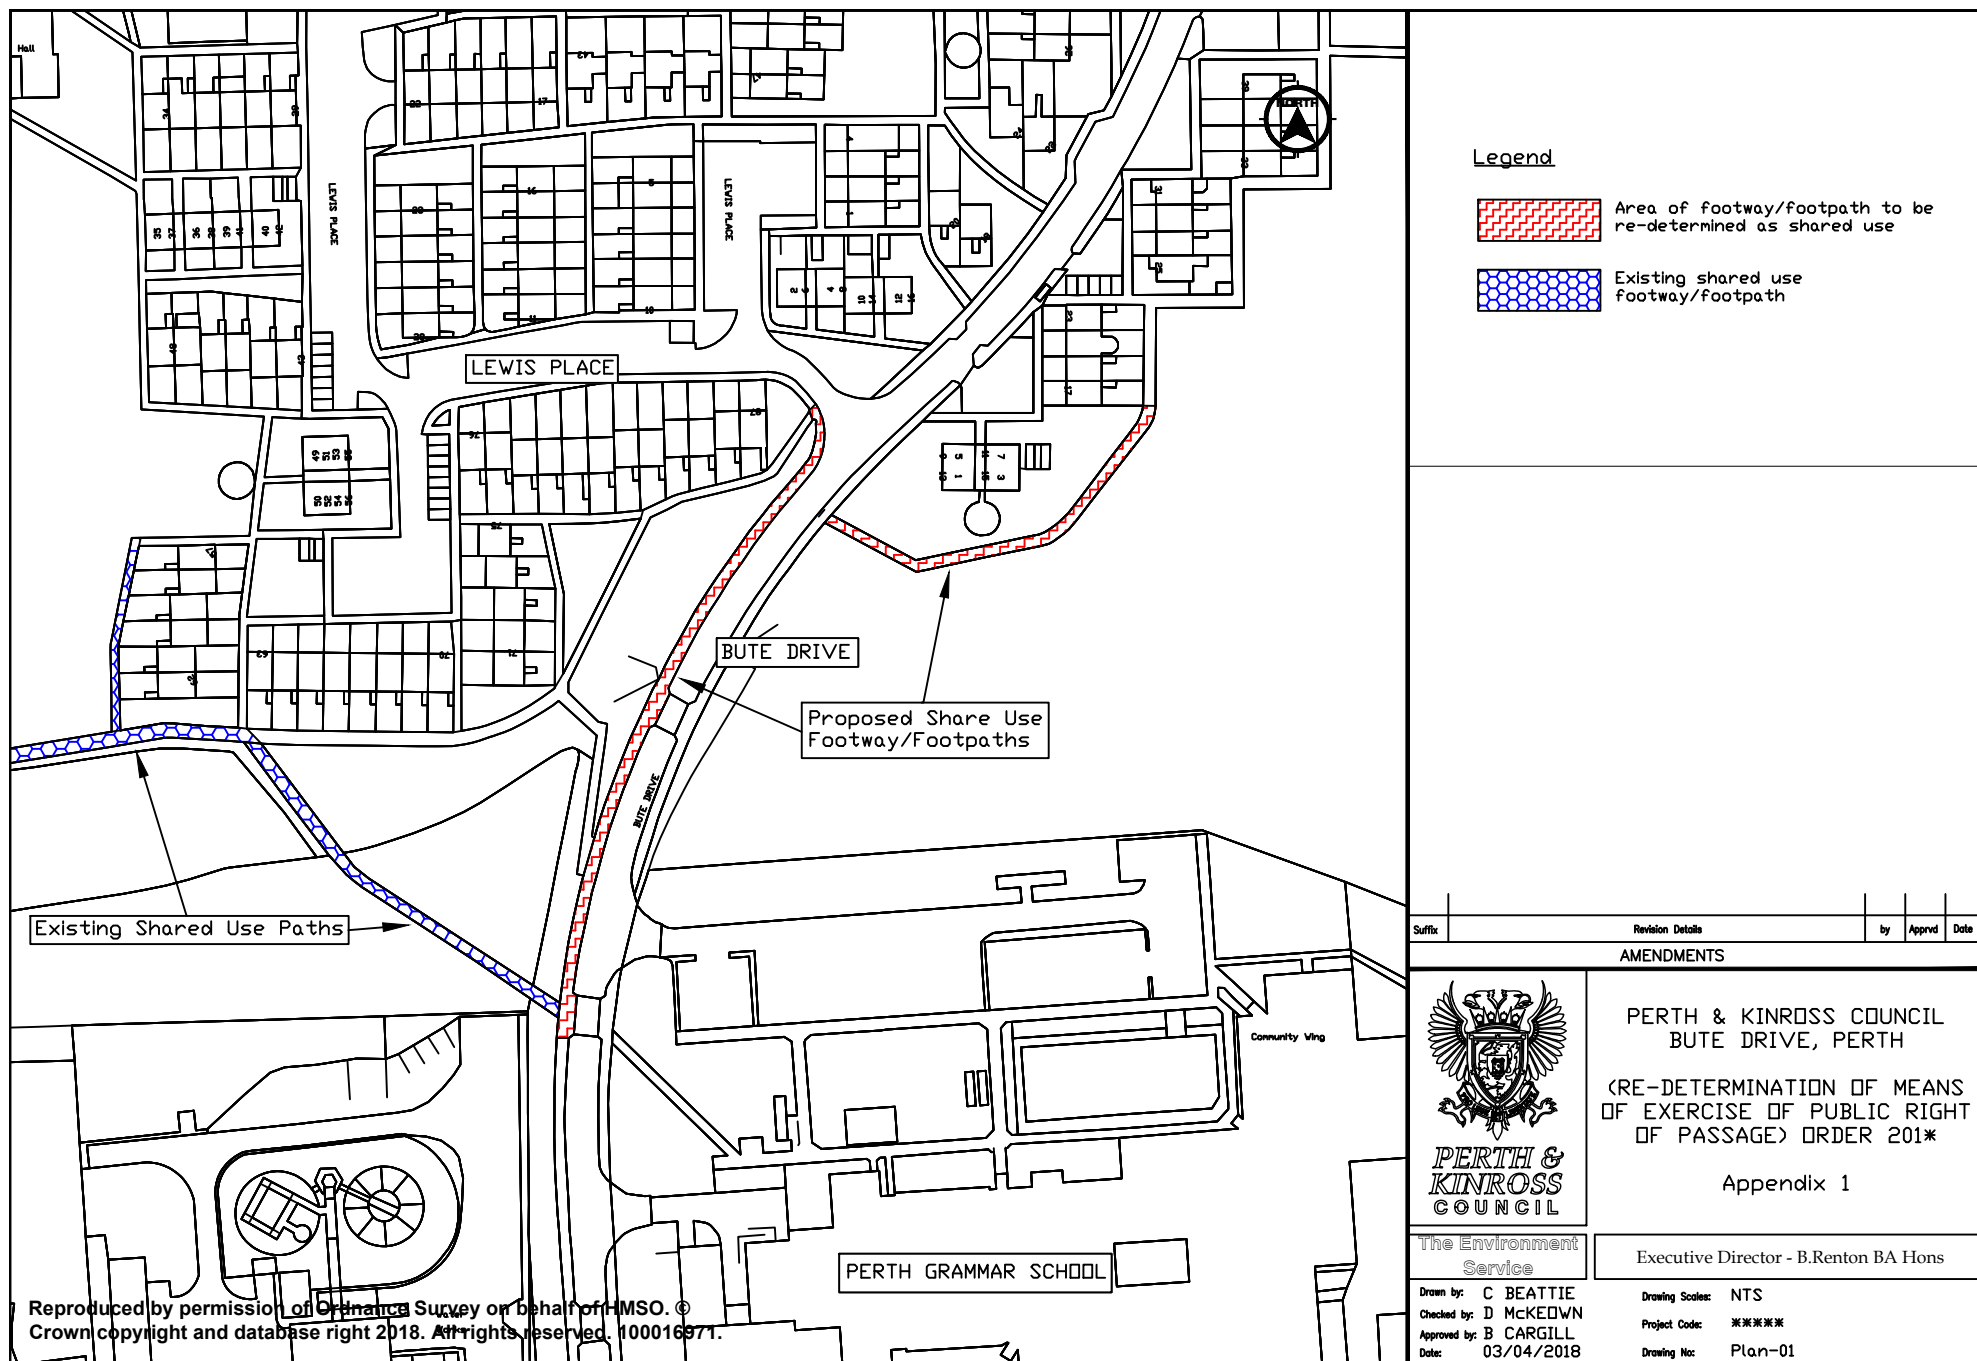 Hall
LEWIS PLACE
LEWIS PLACE
LEWIS PLACE
NORTH
BUTE DRIVE
Proposed Share Use
Footway/Footpaths
BUTE DRIVE
Existing Shared Use Paths
Community Wing
PERTH GRAMMAR SCHOOL
Reproduced by permission of Ordnance Survey on behalf of HMSO. ©
Crown copyright and database right 2018. All rights reserved. 100016971.
Legend
Area of footway/footpath to be
re-determined as shared use
Existing shared use
footway/footpath
Suffix Revision Details by Apprvd Date
AMENDMENTS
PERTH &
KINROSS
COUNCIL
PERTH & KINROSS COUNCIL
BUTE DRIVE, PERTH
(RE-DETERMINATION OF MEANS
OF EXERCISE OF PUBLIC RIGHT
OF PASSAGE) ORDER 201*
Appendix 1
The Environment
Service
Executive Director - B.Renton BA Hons
Drawn by: C BEATTIE
Checked by: D McKEOWN
Approved by: B CARGILL
Date: 03/04/2018
Drawing Scales: NTS
Project Code: *****
Drawing No: Plan-01